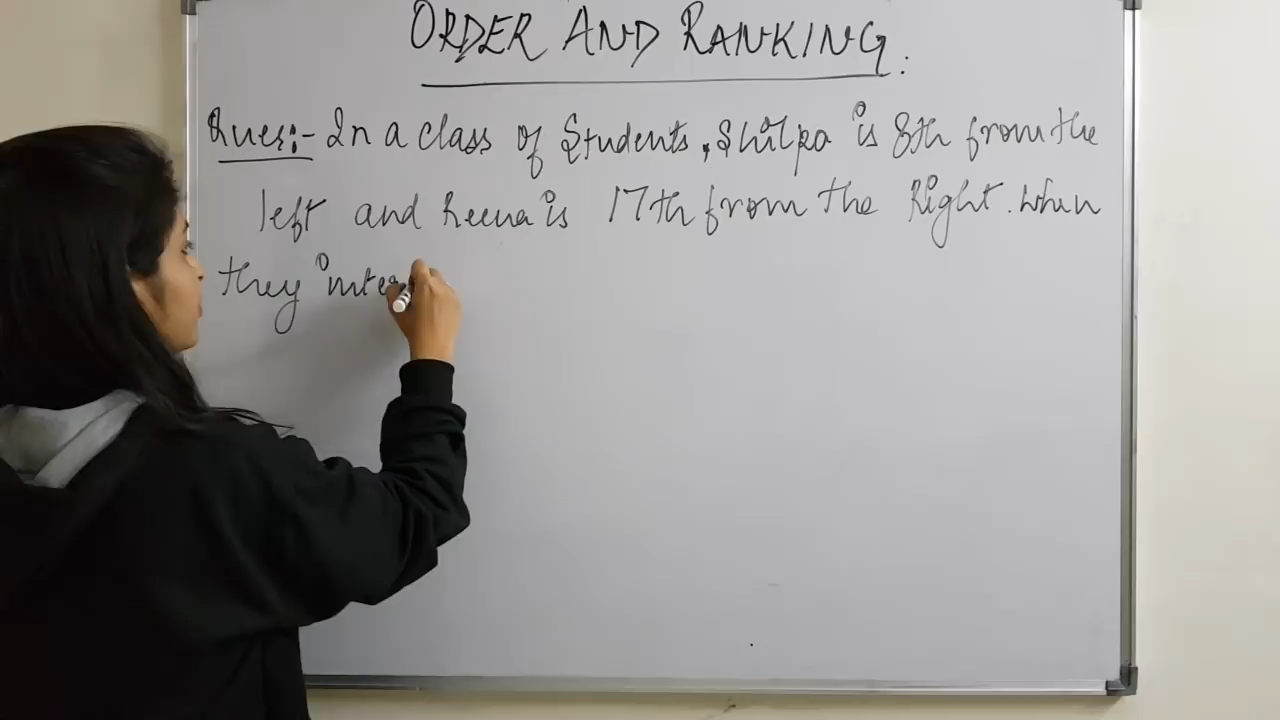 ORDER AND RANKING.
Ques:- In a class of Students, Shilpa is 8th from the
left and Reena is 17th from the Right. When
they inte